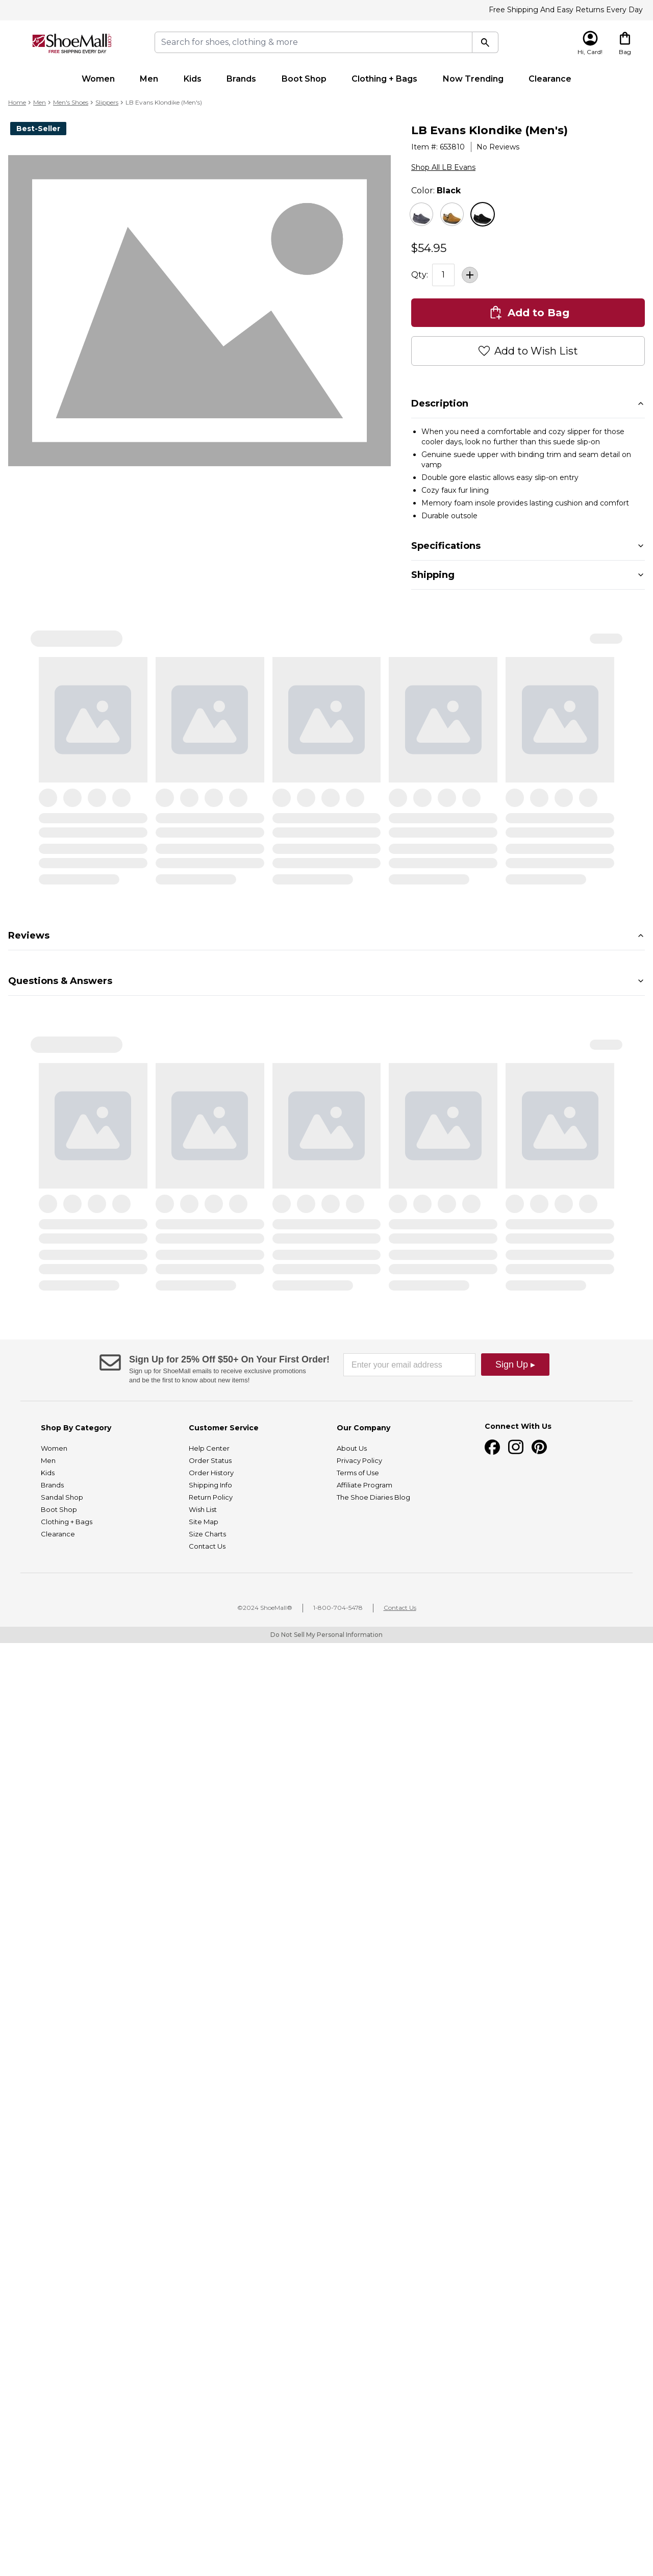 Free Shipping And Easy Returns Every Day
ShoeMall.com
FREE SHIPPING EVERY DAY
Search for shoes, clothing & more
Hi, Card!
Bag
Women Men Kids Brands Boot Shop Clothing + Bags Now Trending Clearance
Home > Men > Men's Shoes > Slippers > LB Evans Klondike (Men's)
Best-Seller
LB Evans Klondike (Men's)
Item #: 653810 | No Reviews
Shop All LB Evans
Color: Black
$54.95
Qty: 1
Add to Bag
Add to Wish List
Description
When you need a comfortable and cozy slipper for those
cooler days, look no further than this suede slip-on
Genuine suede upper with binding trim and seam detail on
vamp
Double gore elastic allows easy slip-on entry
Cozy faux fur lining
Memory foam insole provides lasting cushion and comfort
Durable outsole
Specifications
Shipping
Reviews
Questions & Answers
Sign Up for 25% Off $50+ On Your First Order!
Sign up for ShoeMall emails to receive exclusive promotions
and be the first to know about new items!
Enter your email address
Sign Up ▸
Shop By Category
Women
Men
Kids
Brands
Sandal Shop
Boot Shop
Clothing + Bags
Clearance
Customer Service
Help Center
Order Status
Order History
Shipping Info
Return Policy
Wish List
Site Map
Size Charts
Contact Us
Our Company
About Us
Privacy Policy
Terms of Use
Affiliate Program
The Shoe Diaries Blog
Connect With Us
©2024 ShoeMall® | 1-800-704-5478 | Contact Us
Do Not Sell My Personal Information